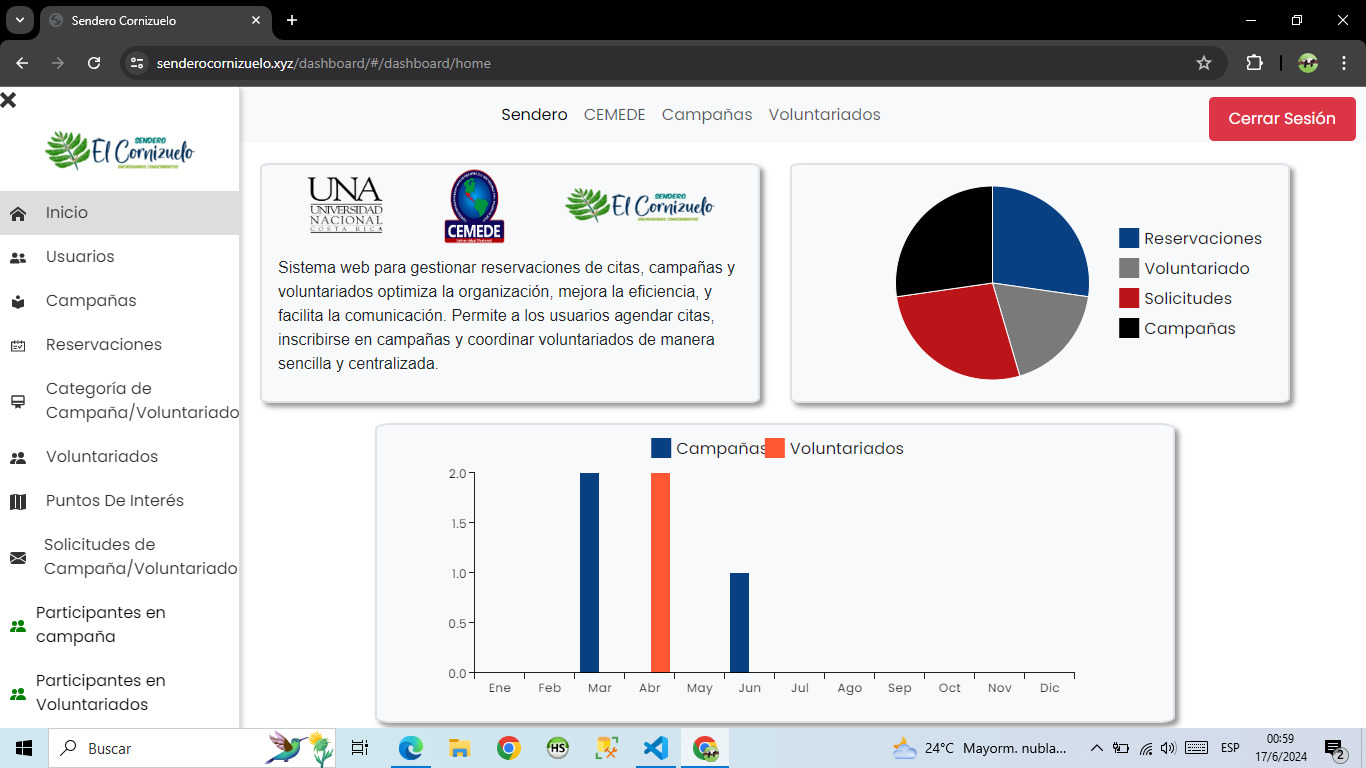 Sendero Cornizuelo
senderocornizuelo.xyz/dashboard/#/dashboard/home
Sendero CEMEDE Campañas Voluntariados
Cerrar Sesión
SENDERO
El Cornizuelo
Inicio
Usuarios
Campañas
Reservaciones
Categoría de
Campaña/Voluntariado
Voluntariados
Puntos De Interés
Solicitudes de
Campaña/Voluntariado
Participantes en
campaña
Participantes en
Voluntariados
UNA
UNIVERSIDAD
NACIONAL
COSTA RICA
CEMEDE
Universidad Nacional
SENDERO
El Cornizuelo
Sistema web para gestionar reservaciones de citas, campañas y
voluntariados optimiza la organización, mejora la eficiencia, y
facilita la comunicación. Permite a los usuarios agendar citas,
inscribirse en campañas y coordinar voluntariados de manera
sencilla y centralizada.
Reservaciones
Voluntariado
Solicitudes
Campañas
Campañas Voluntariados
2.0
1.5
1.0
0.5
0.0
Ene Feb Mar Abr May Jun Jul Ago Sep Oct Nov Dic
Buscar
HS
24°C Mayorm. nubla...
ESP
00:59
17/6/2024
2